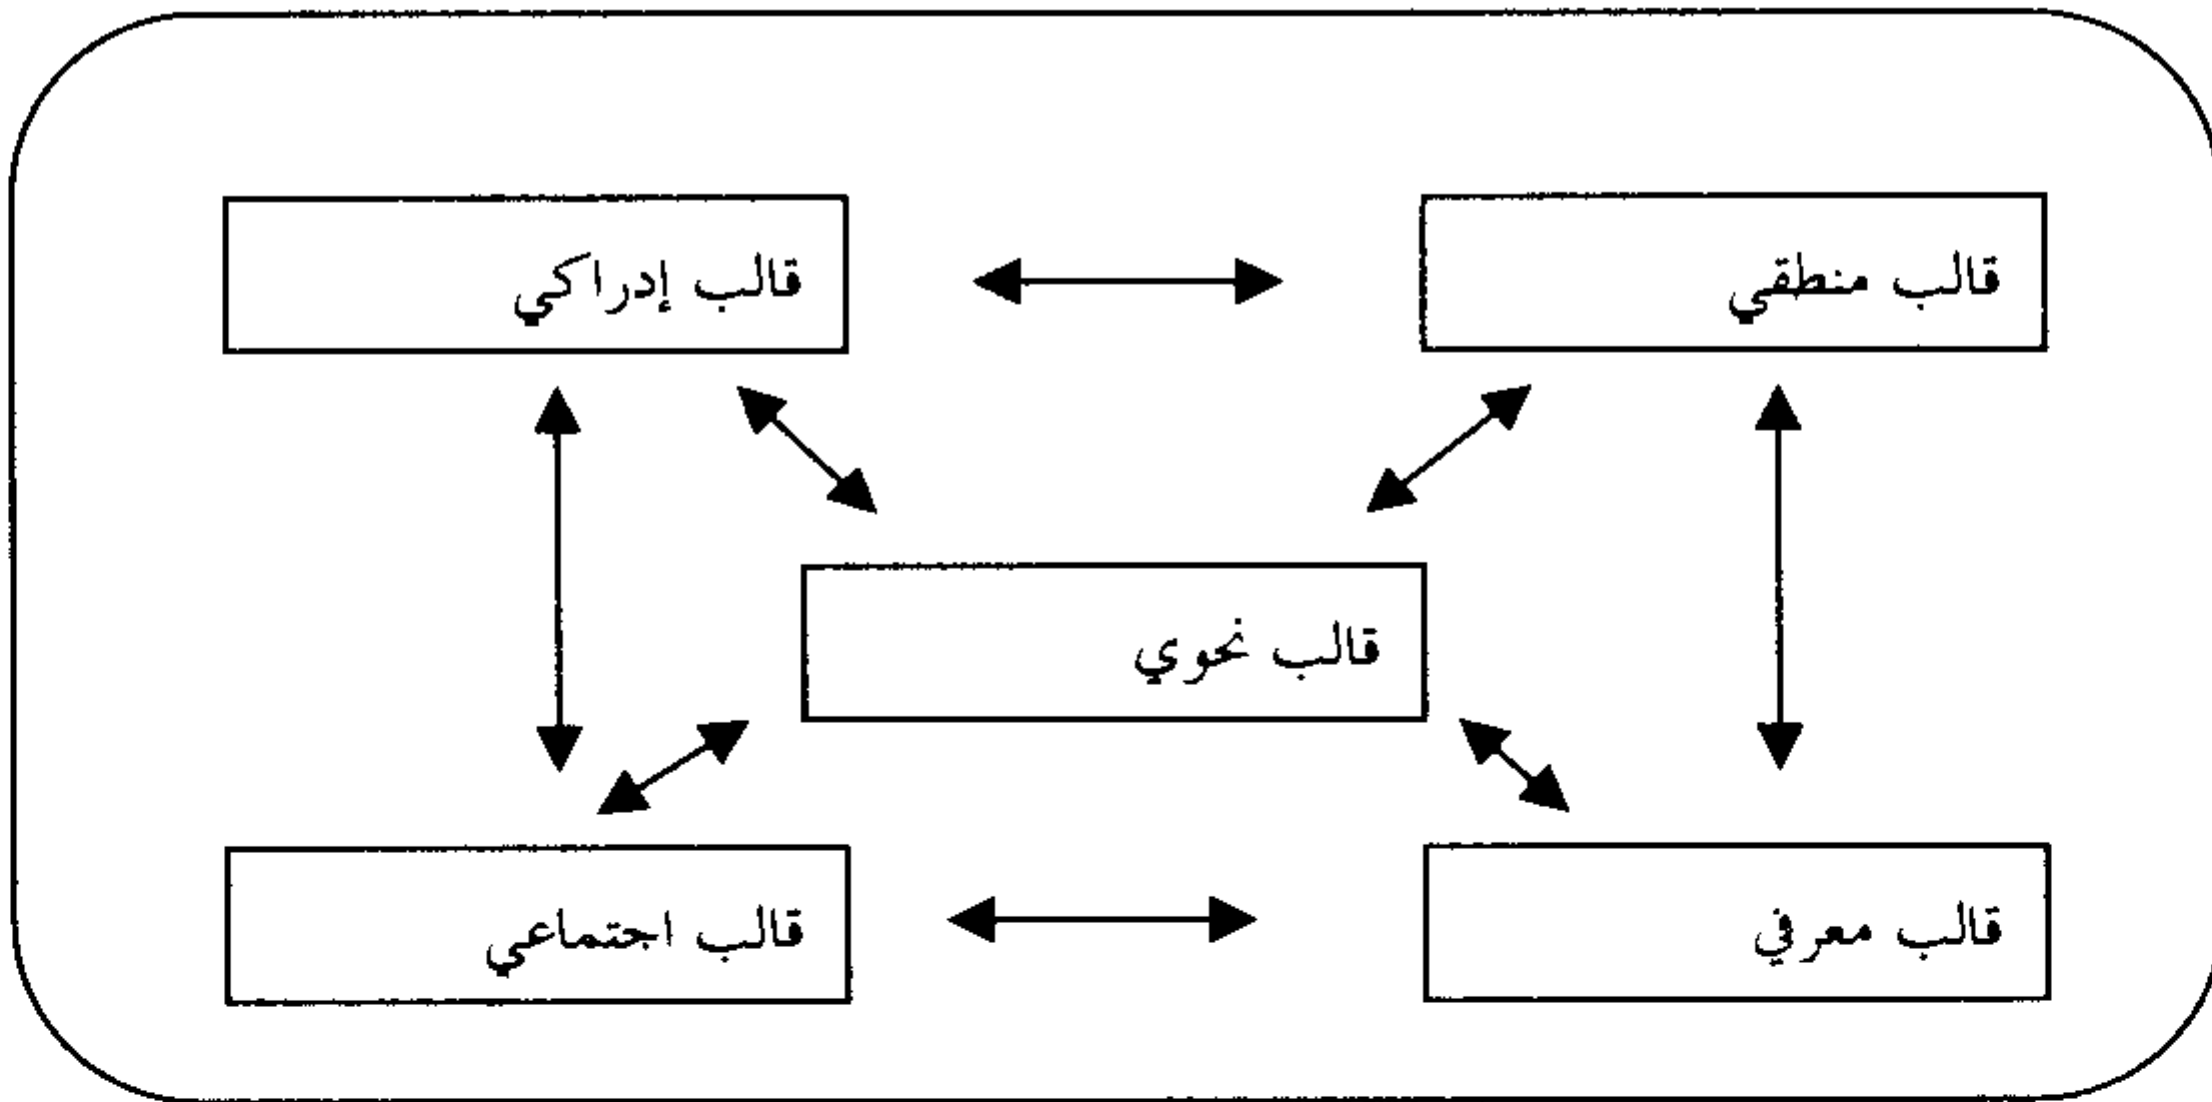 قالب منطقي
قالب إدراكي
قالب نحوي
قالب معرفي
قالب اجتماعي